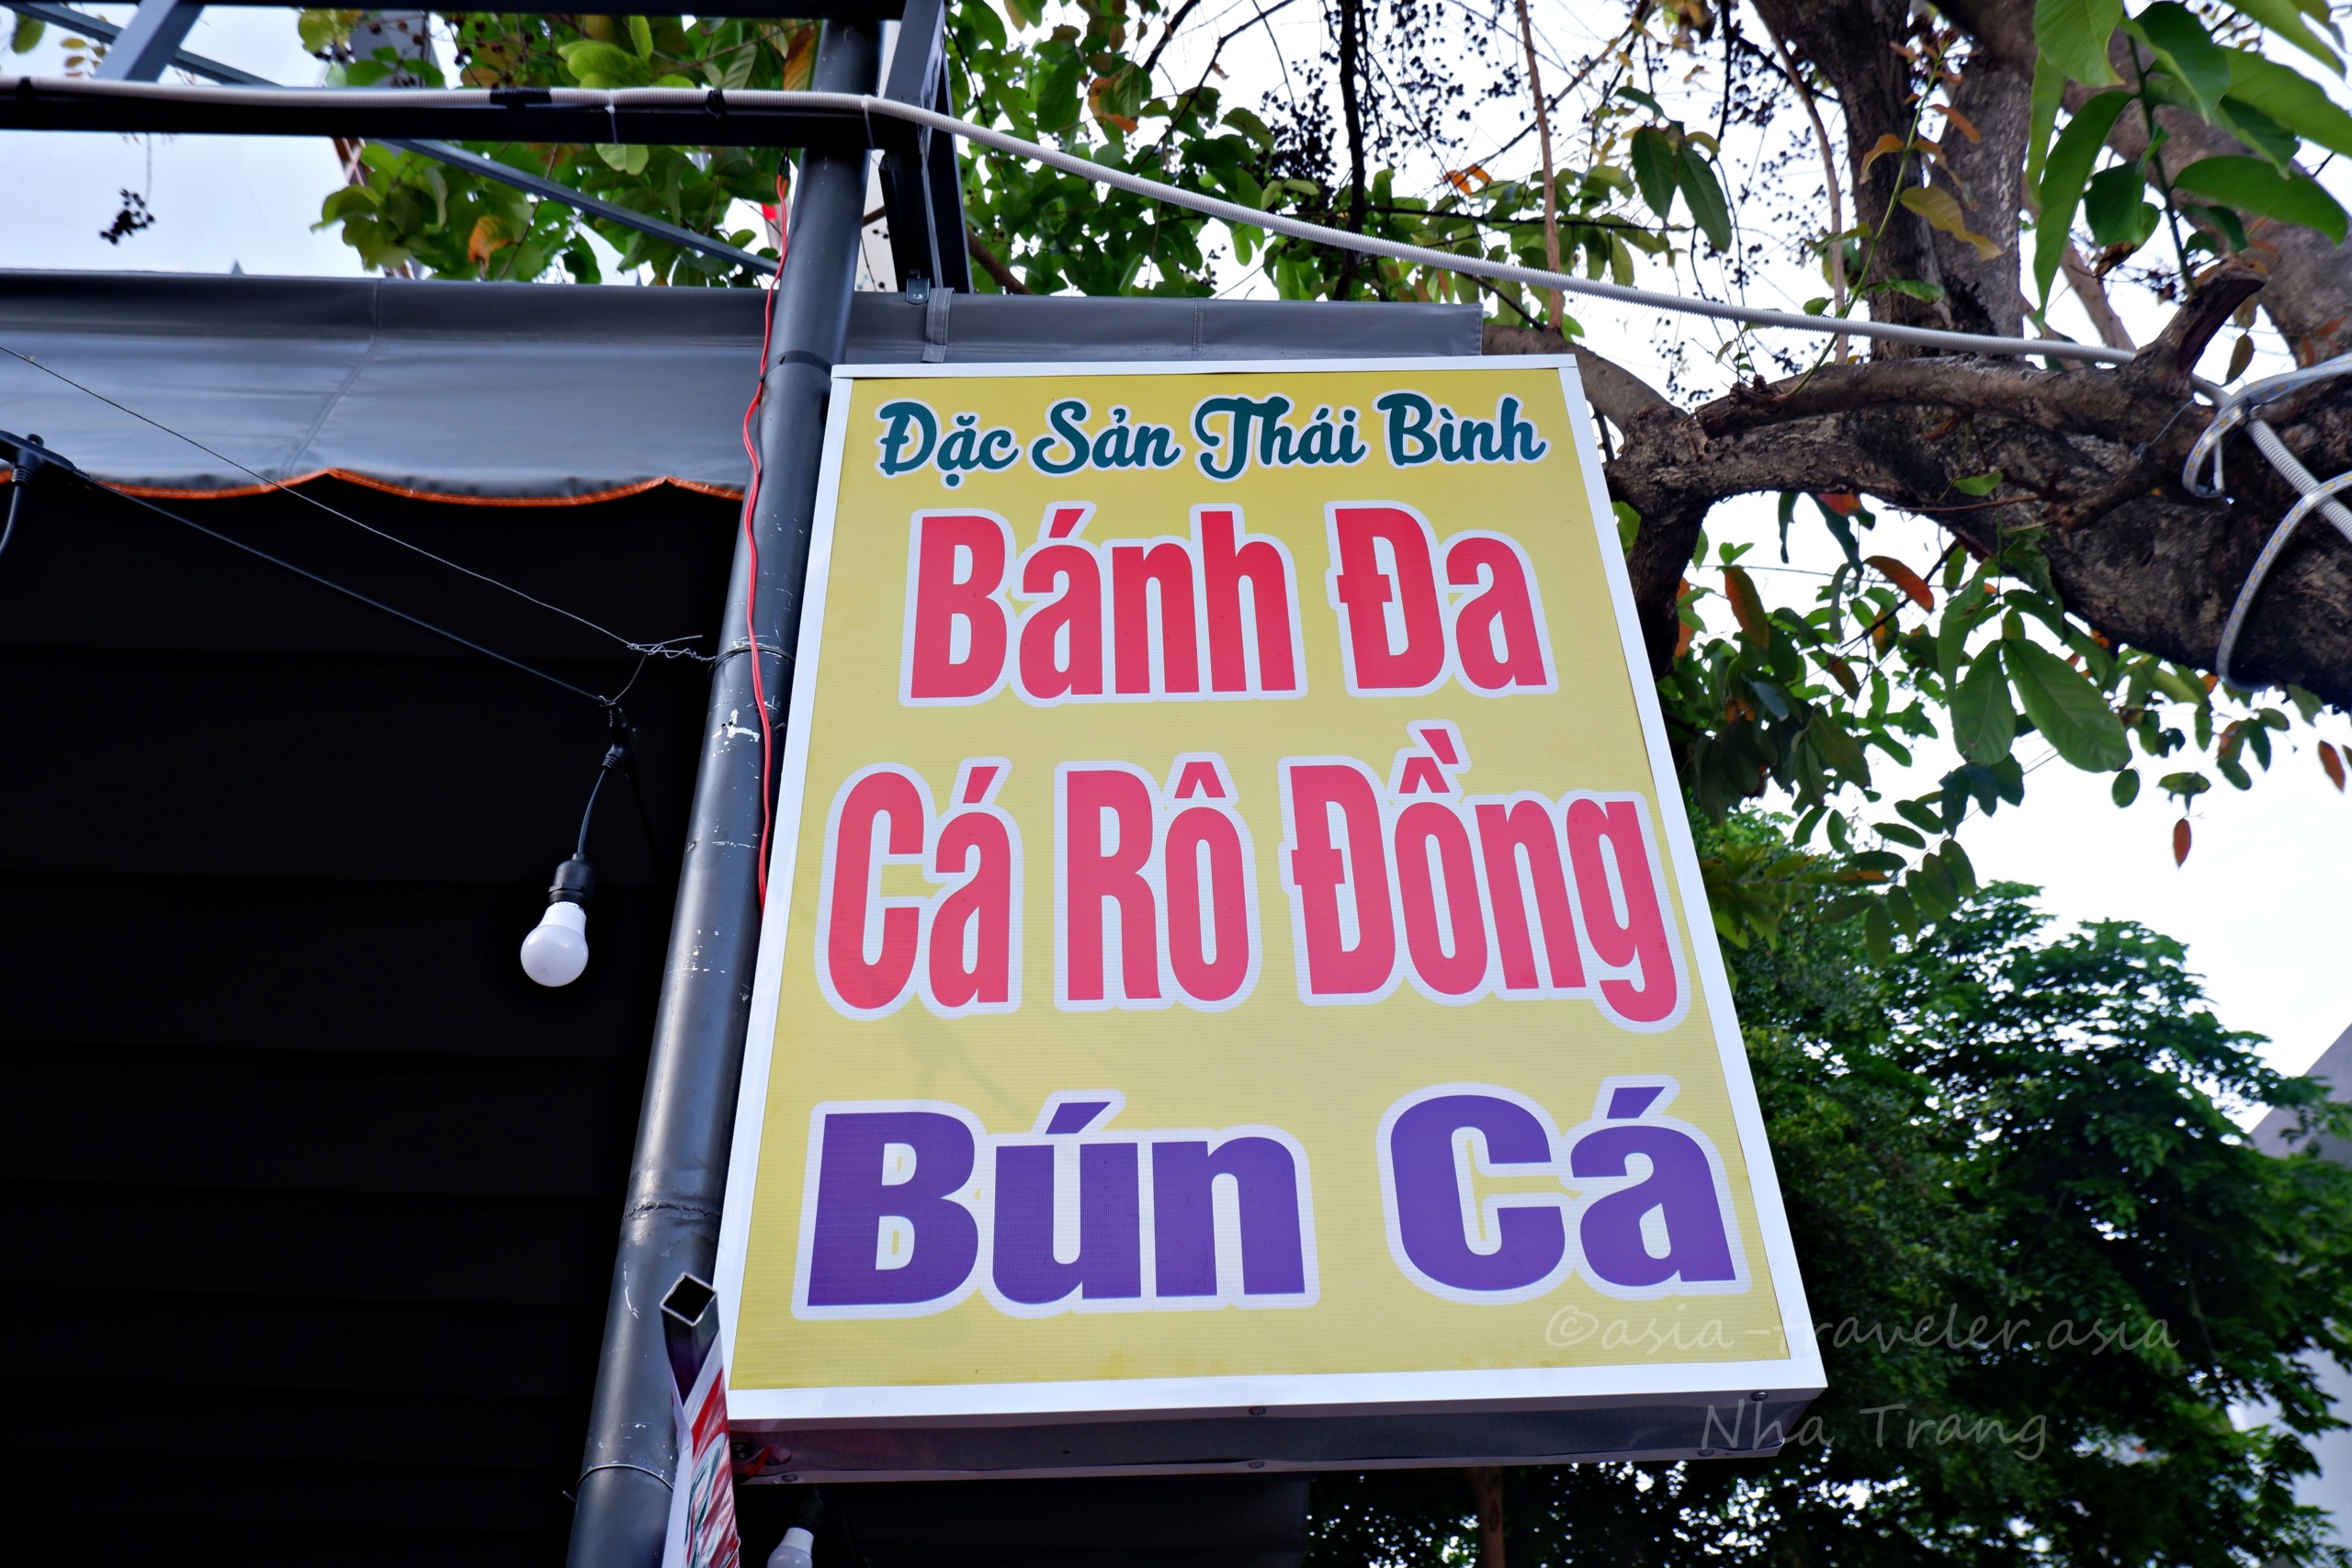 Đặc Sản Thái Bình
Bánh Đa
Cá Rô Đồng
Bún Cá
©asia-traveler.asia
Nha Trang